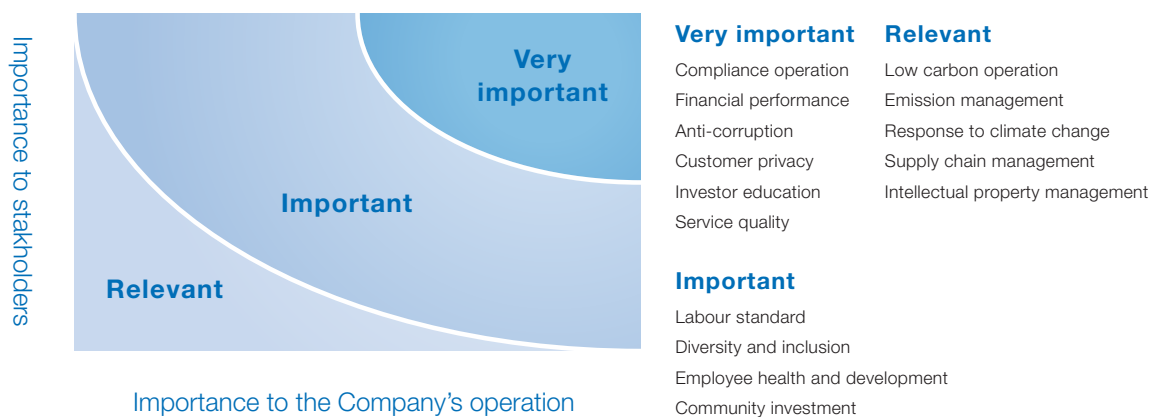 Importance to stakholders
Very
important
Important
Relevant
Importance to the Company's operation
Very important
Compliance operation
Financial performance
Anti-corruption
Customer privacy
Investor education
Service quality
Relevant
Low carbon operation
Emission management
Response to climate change
Supply chain management
Intellectual property management
Important
Labour standard
Diversity and inclusion
Employee health and development
Community investment